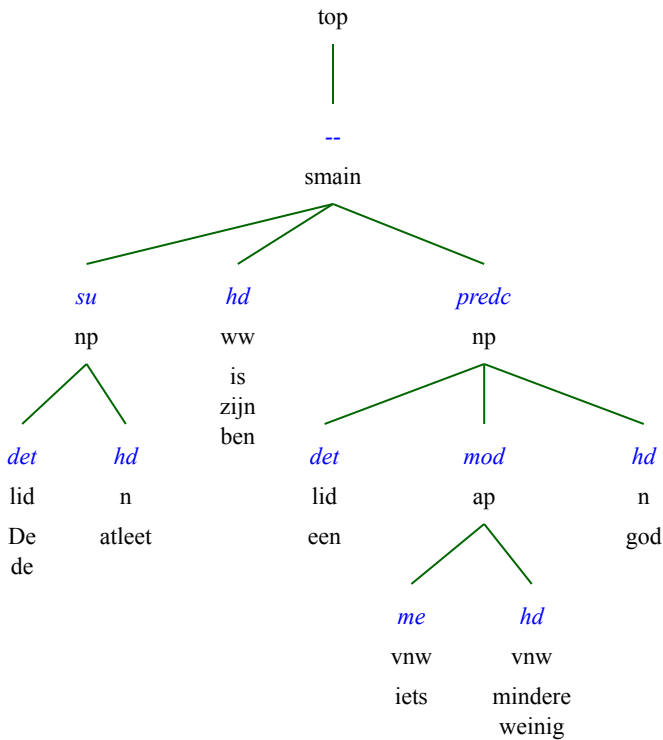 top
--
smain
su hd predc
np ww np
is
zijn
ben
det hd det mod hd
lid n lid ap n
De atleet een god
de
me hd
vnw vnw
iets mindere
weinig